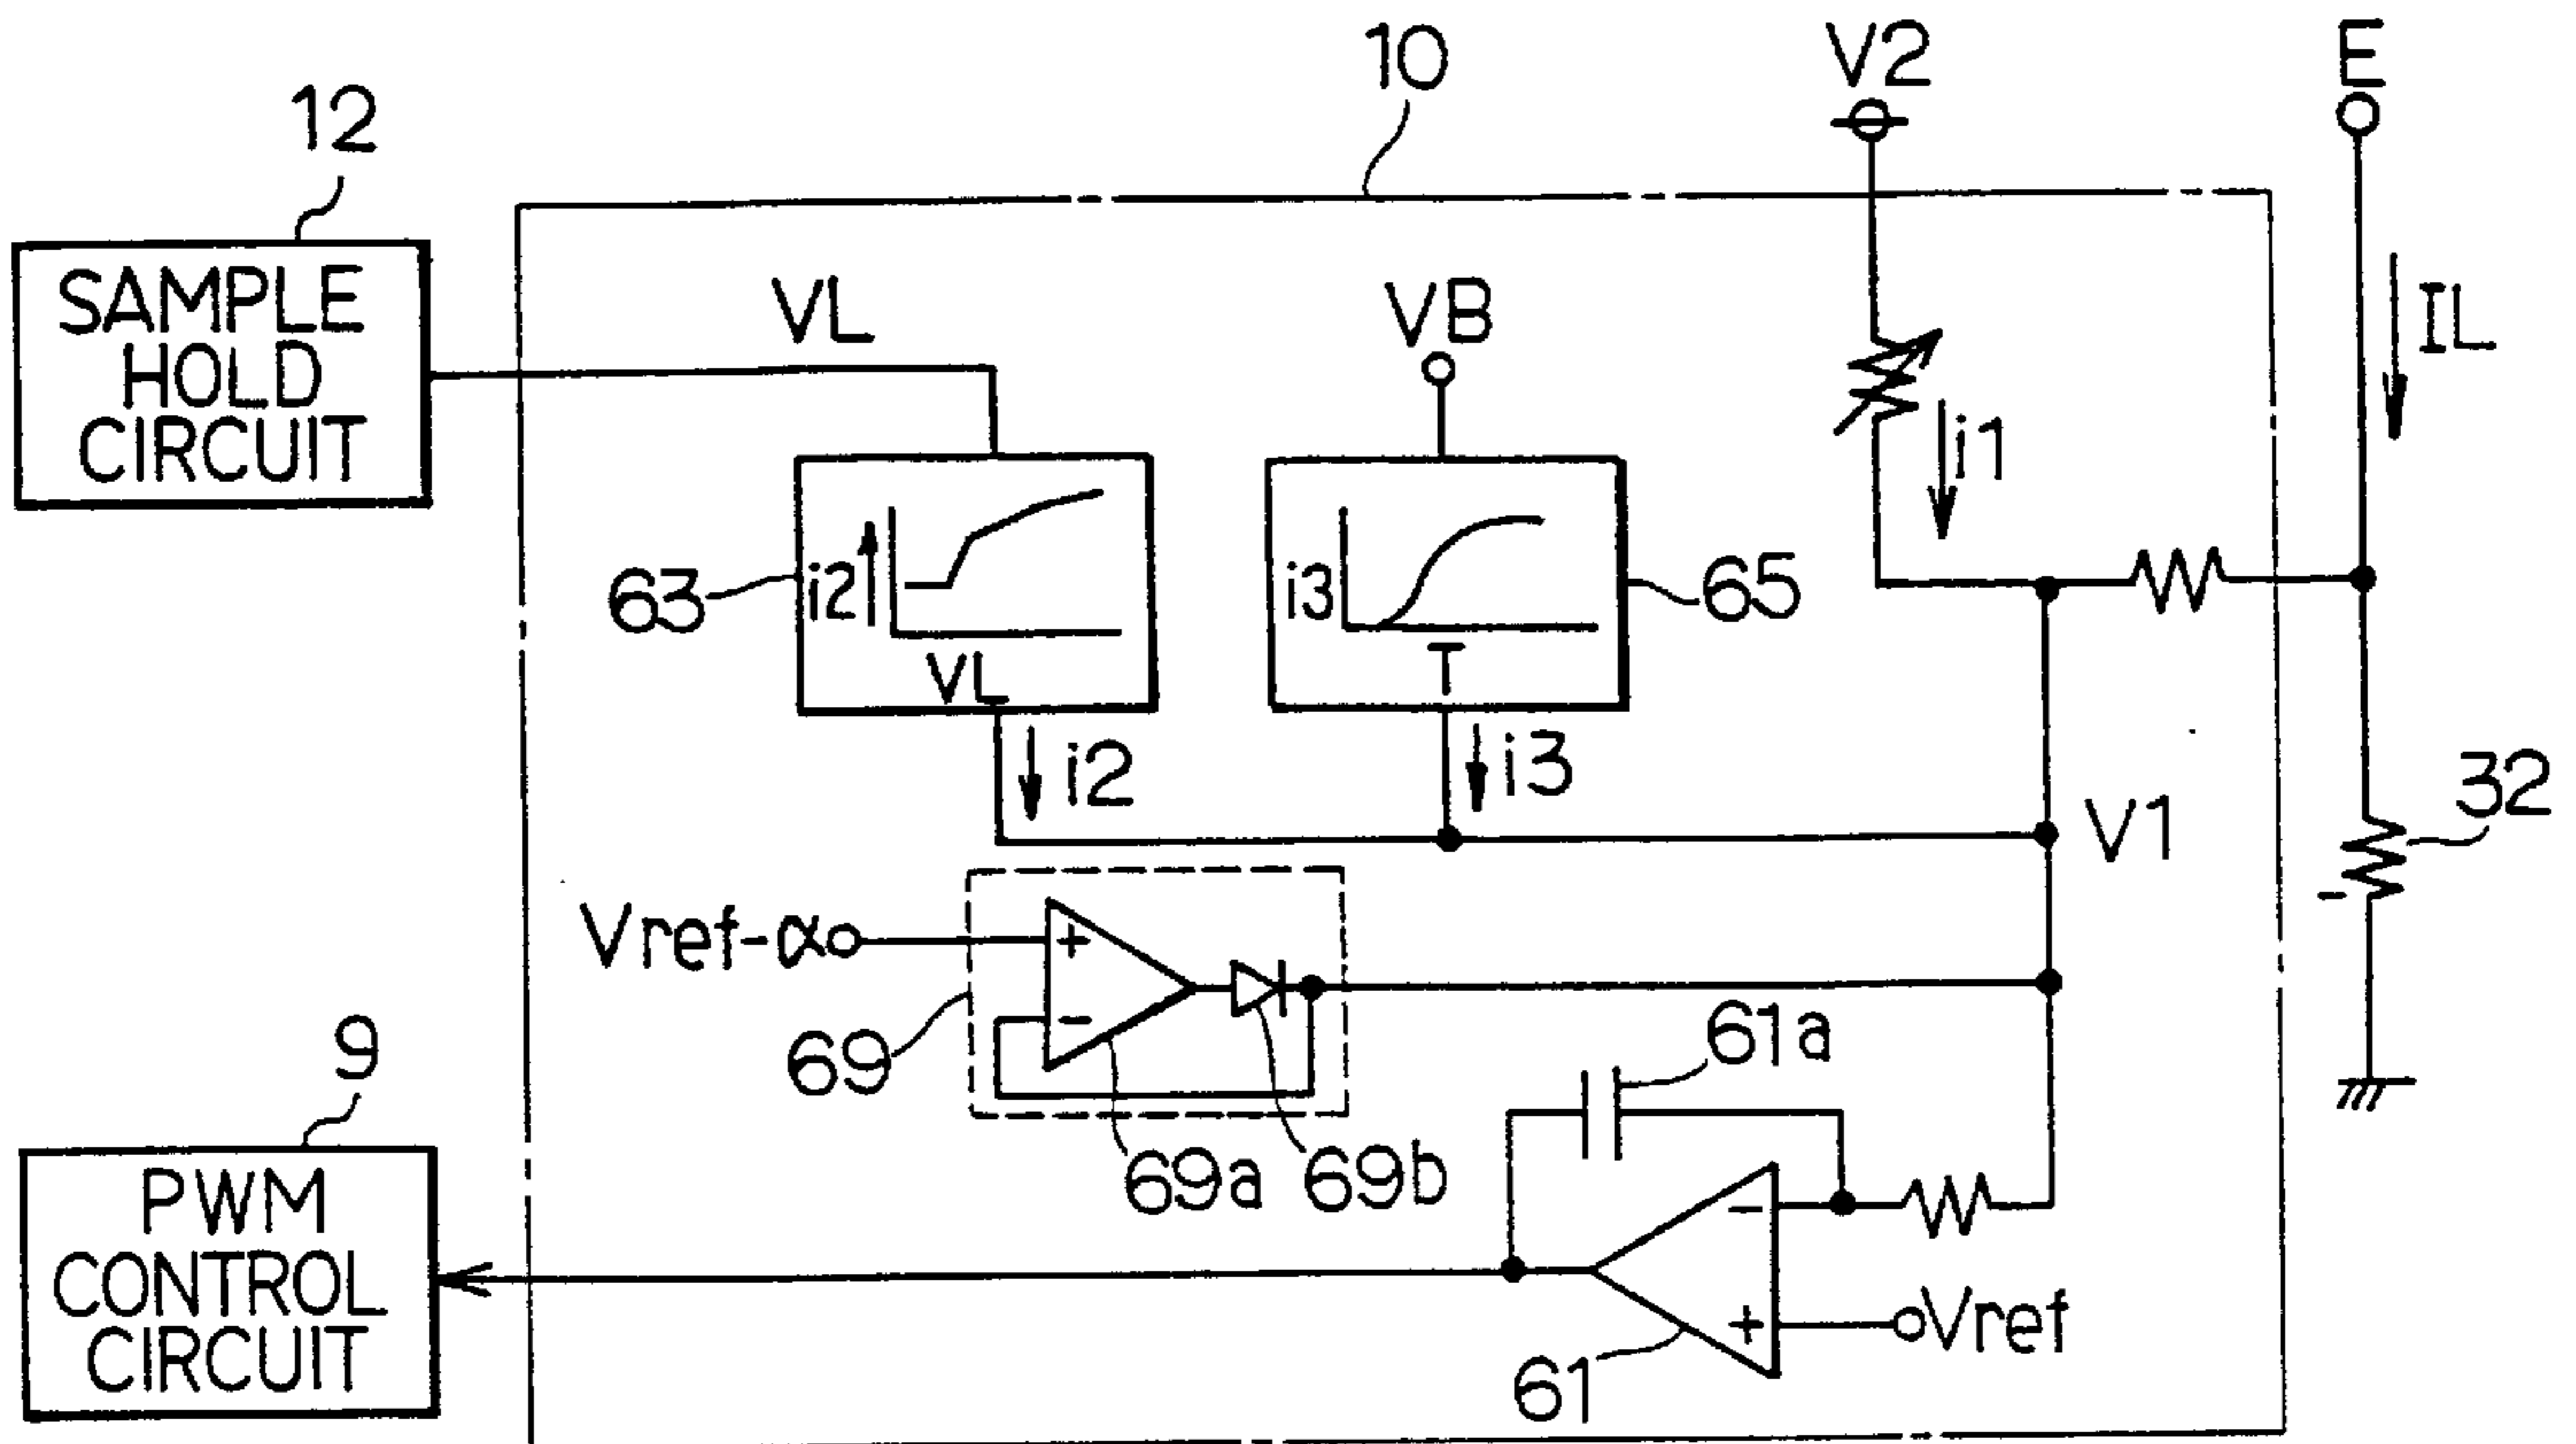 10
V2
E
12
SAMPLE
HOLD
CIRCUIT
VL
VB
IL
i1
63
i2
VL
i3
T
65
i2
i3
V1
32
Vref-α
+
-
69
69a
69b
61a
9
PWM
CONTROL
CIRCUIT
-
+
Vref
61